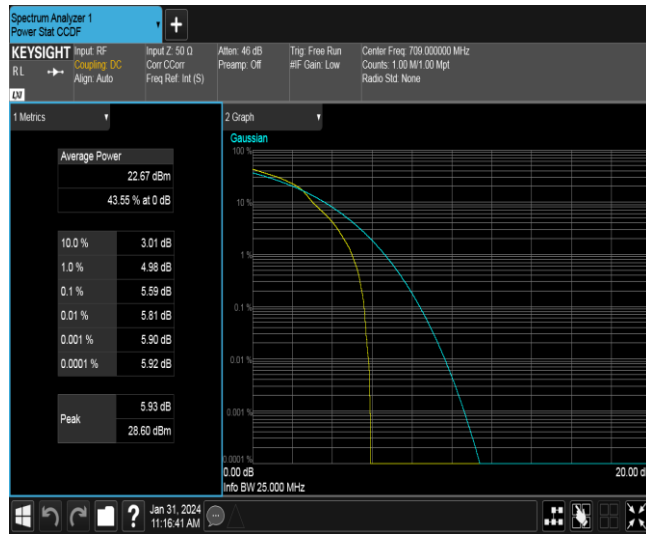 Spectrum Analyzer 1
Power Stat CCDF
+
KEYSIGHT
RL
LXI
Input: RF
Coupling: DC
Align: Auto
Input Z: 50 Ω
Corr CCorr
Freq Ref: Int (S)
Atten: 46 dB
Preamp: Off
Trig: Free Run
#IF Gain: Low
Center Freq: 709.000000 MHz
Counts: 1.00 M/1.00 Mpt
Radio Std: None
1 Metrics
Average Power
22.67 dBm
43.55 % at 0 dB
10.0 % 3.01 dB
1.0 % 4.98 dB
0.1 % 5.59 dB
0.01 % 5.81 dB
0.001 % 5.90 dB
0.0001 % 5.92 dB
Peak
5.93 dB
28.60 dBm
2 Graph
Gaussian
100 %
10 %
1 %
0.1 %
0.01 %
0.001 %
0.0001 %
0.00 dB
20.00 d
Info BW 25.000 MHz
?
Jan 31, 2024
11:16:41 AM